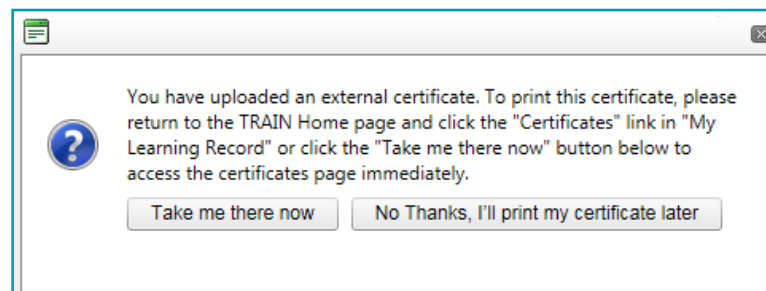 You have uploaded an external certificate. To print this certificate, please
return to the TRAIN Home page and click the "Certificates" link in "My
Learning Record" or click the "Take me there now" button below to
access the certificates page immediately.
Take me there now No Thanks, I'll print my certificate later